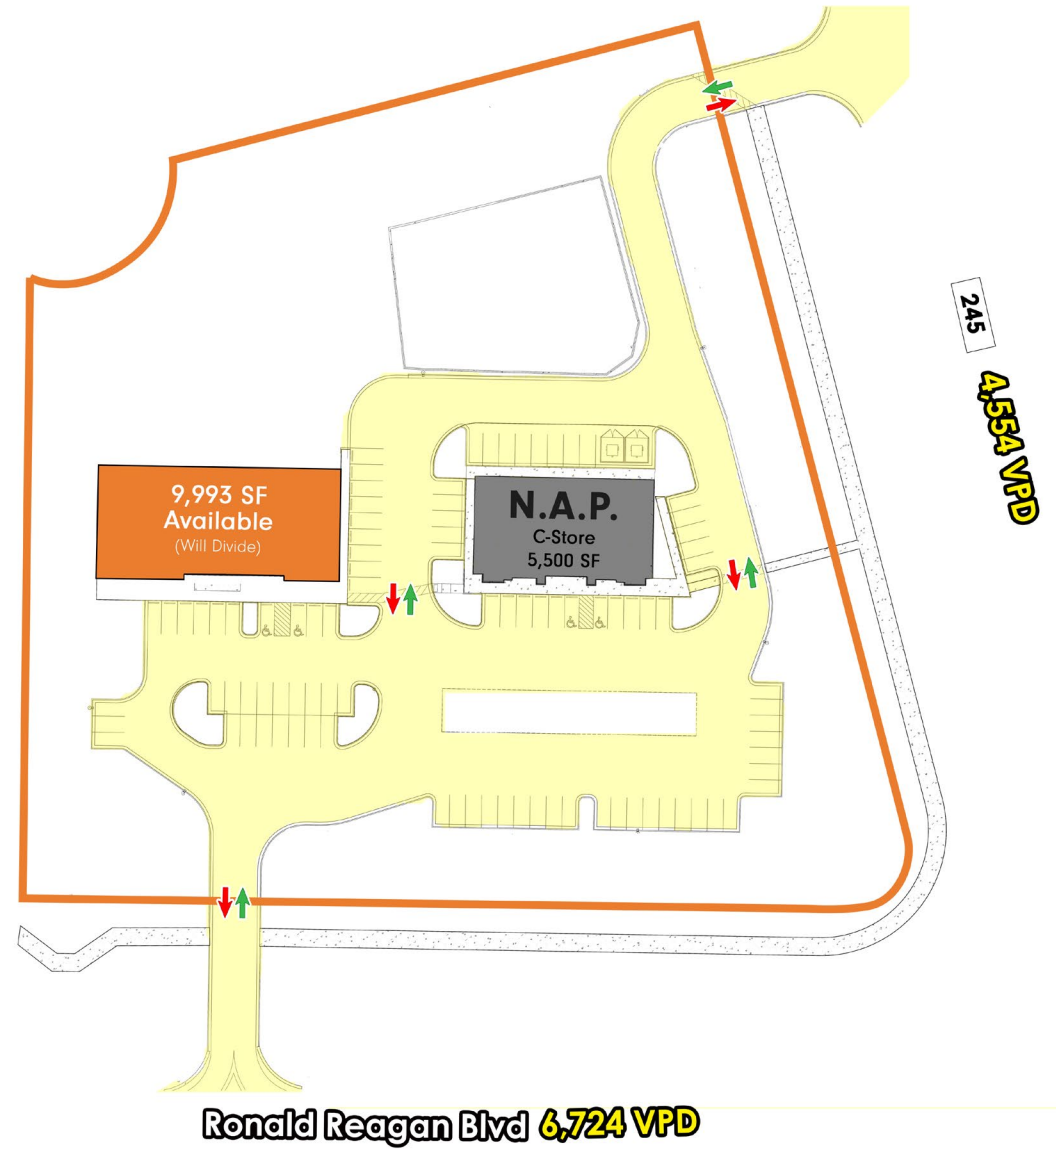 245
4,554 VPD
9,993 SF
Available
(Will Divide)
N.A.P.
C-Store
5,500 SF
Ronald Reagan Blvd 6,724 VPD